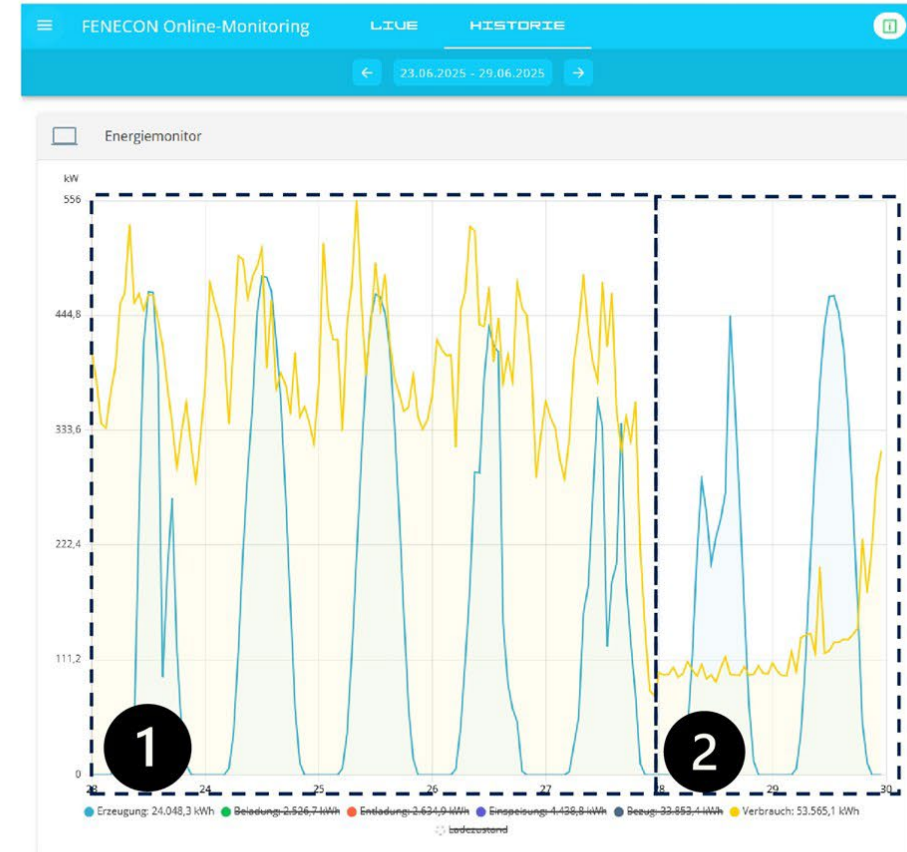 FENECON Online-Monitoring LIVE HISTORIE
23.06.2025 - 29.06.2025
Energiemonitor
kW
556
444,8
333,6
222,4
111,2
0
1
2
23 24 25 26 27 28 29 30
Erzeugung: 24.048,3 kWh Beladung: 2.526,7 kWh Entladung: 2.634,9 kWh Einspeisung: 4.438,8 kWh Bezug: 33.853,4 kWh Verbrauch: 53.565,1 kWh
Ladezustand